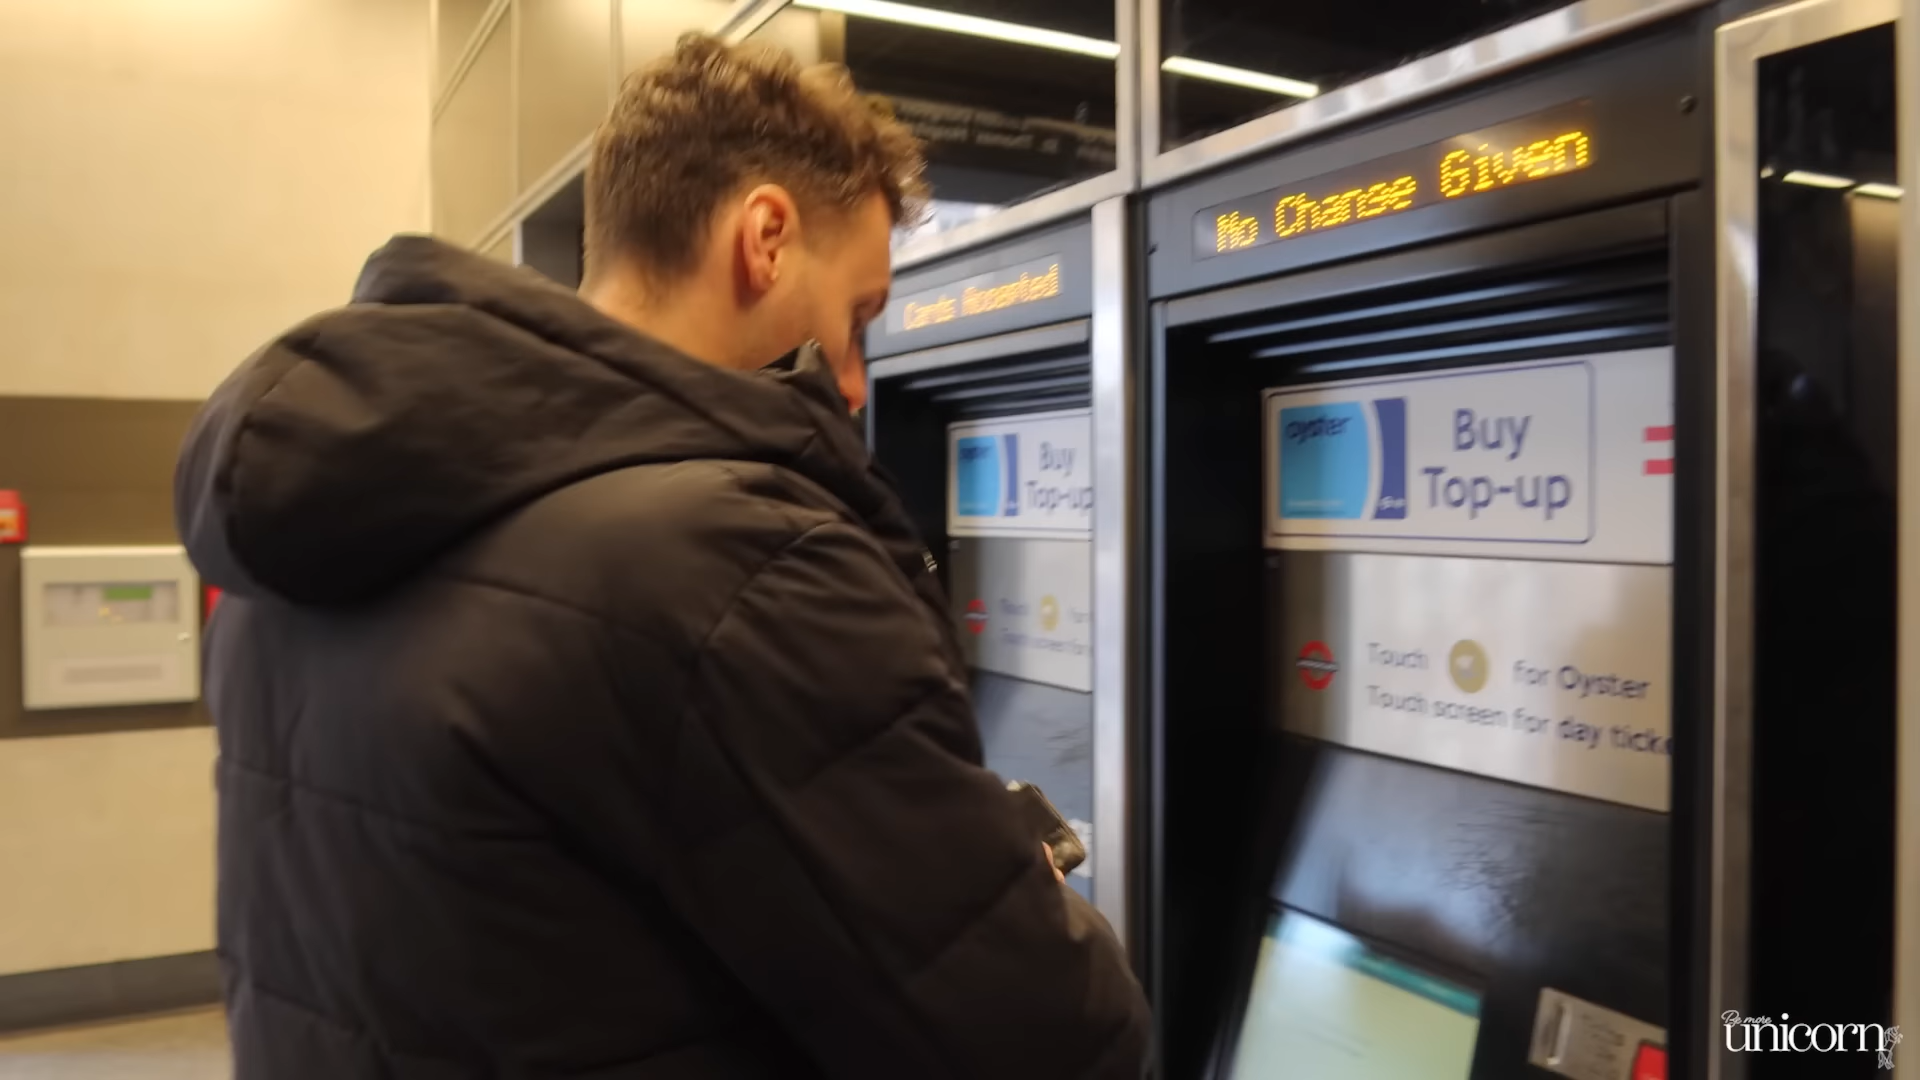 No Change Given
Cards Accepted
oyster
Buy
Top-up
oyster
Buy
Top-up
Touch for Oyster
Touch screen for day
Be more
unicorn